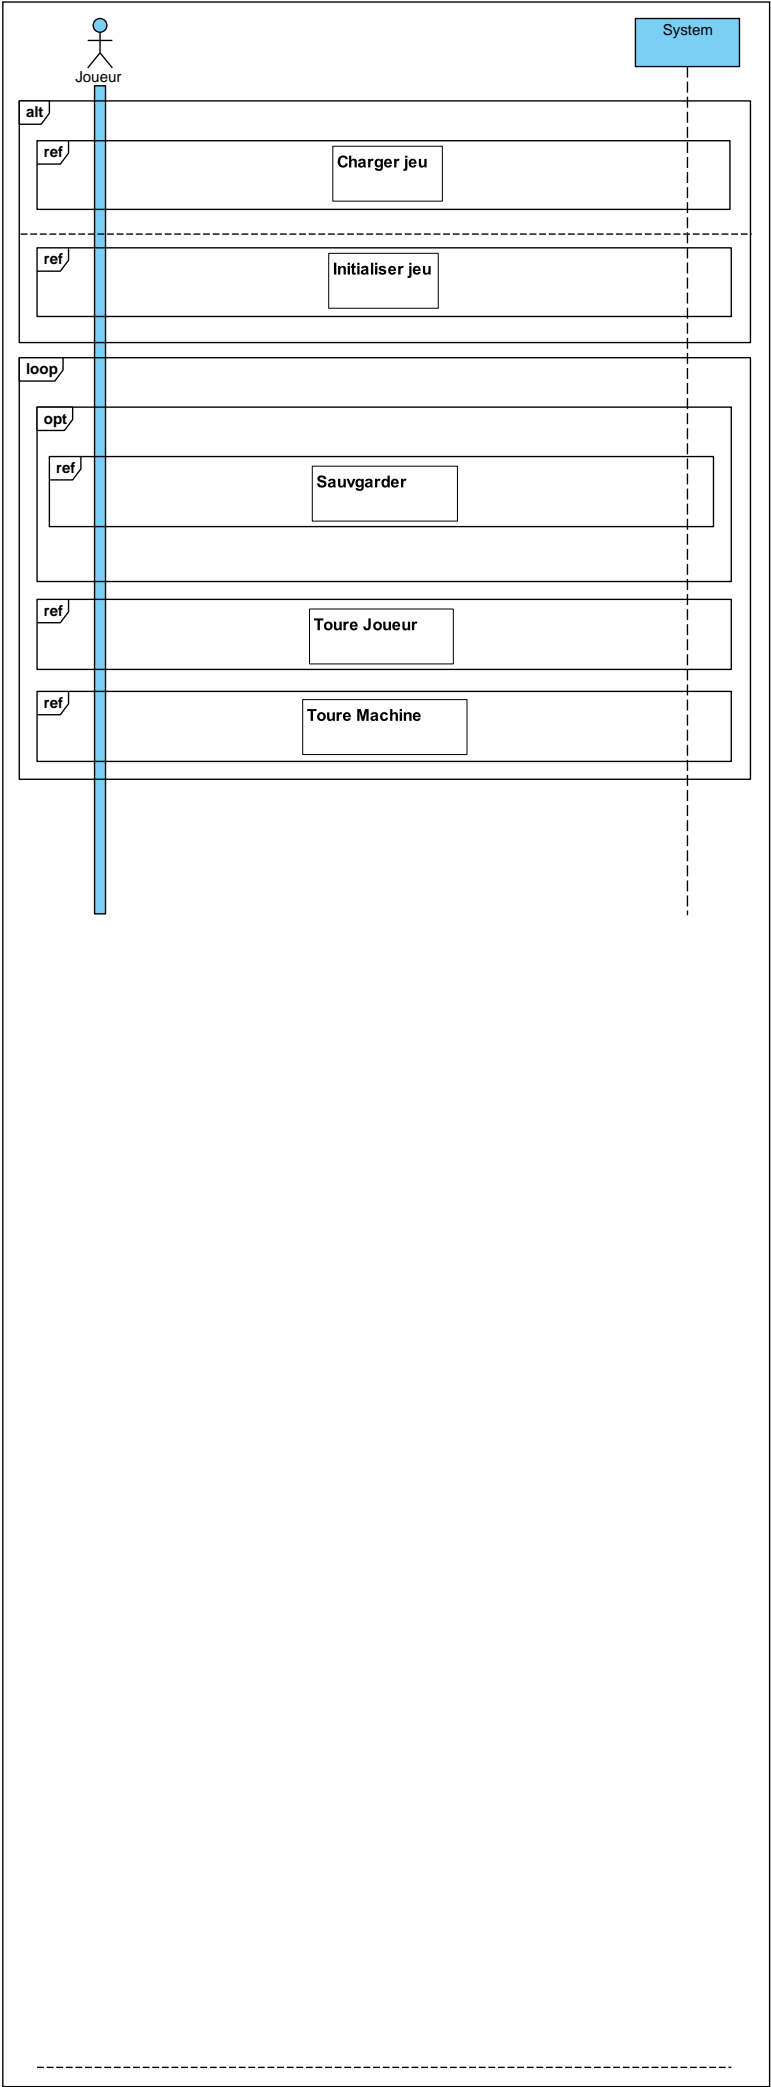 Joueur
System
alt
ref
Charger jeu
ref
Initialiser jeu
loop
opt
ref
Sauvgarder
ref
Toure Joueur
ref
Toure Machine